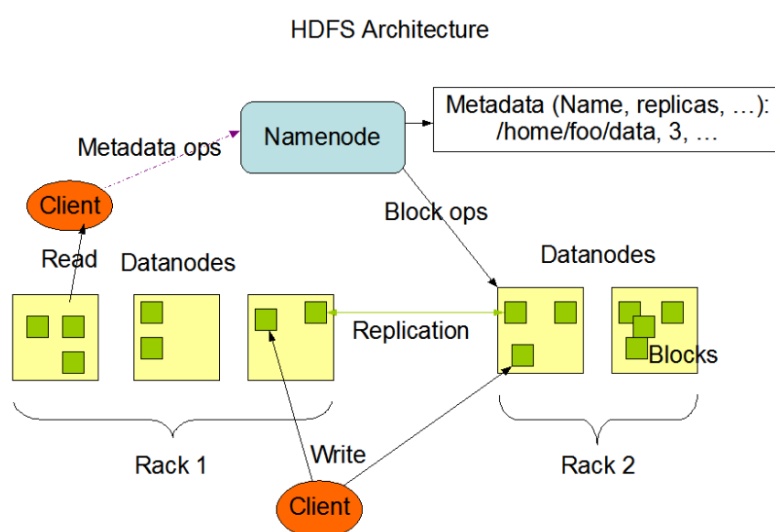 HDFS Architecture
Metadata (Name, replicas, ...):
/home/foo/data, 3, ...
Namenode
Metadata ops
Client
Block ops
Read
Datanodes
Datanodes
Replication
Blocks
Rack 1
Write
Rack 2
Client